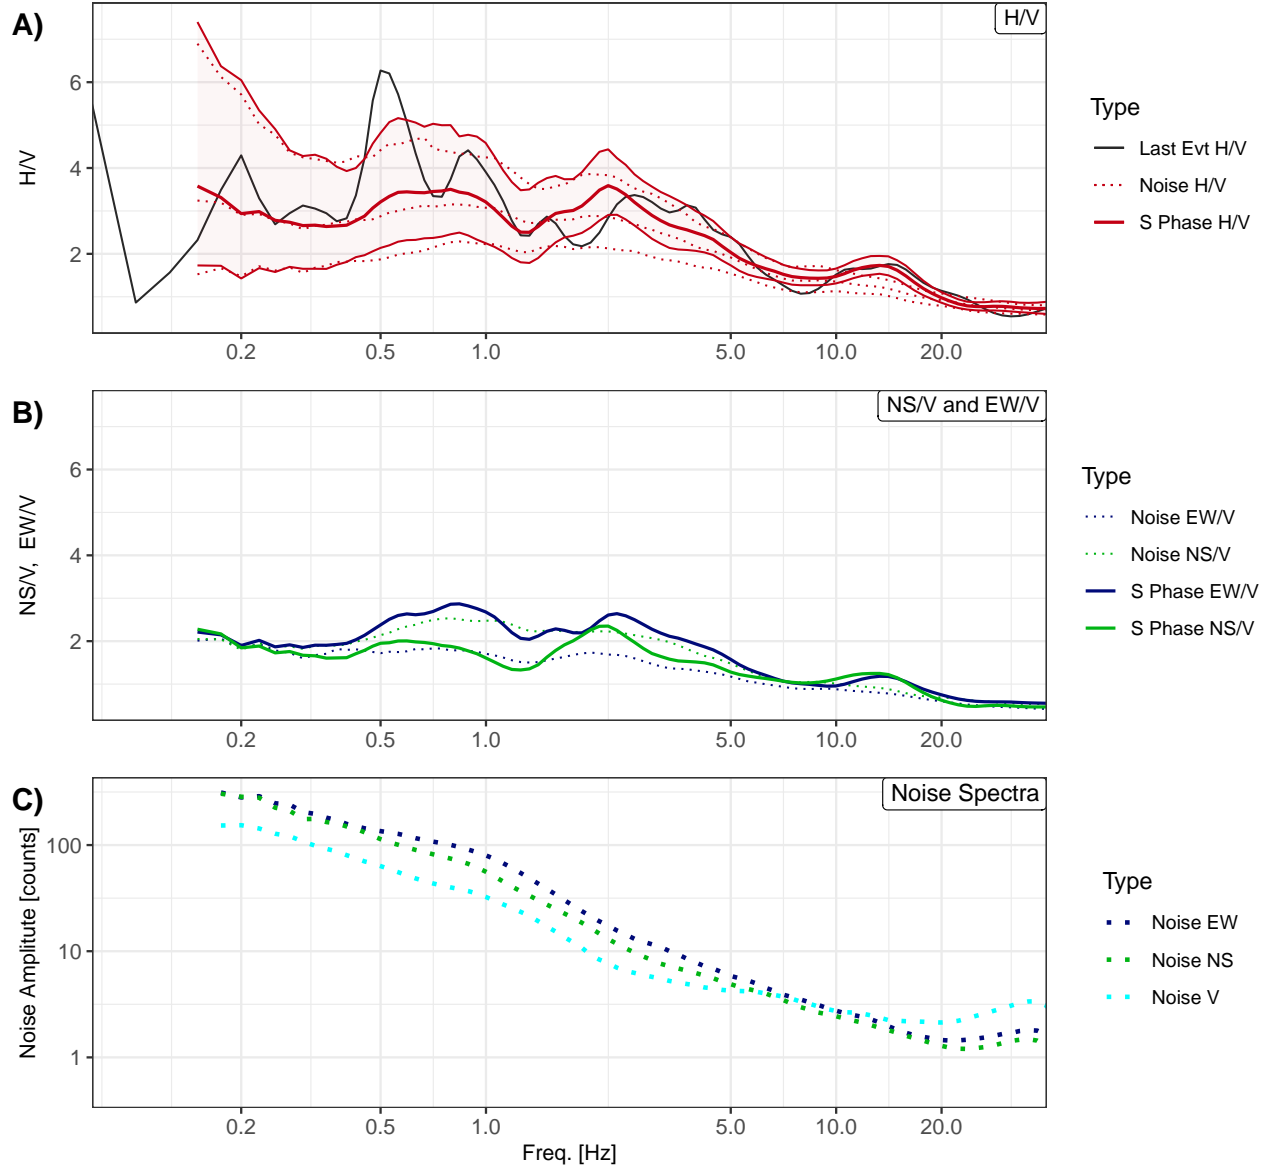 A)
H/V
H/V
6
4
2
0.2 0.5 1.0 5.0 10.0 20.0
Type
Last Evt H/V
Noise H/V
S Phase H/V
B)
NS/V and EW/V
NS/V, EW/V
6
4
2
0.2 0.5 1.0 5.0 10.0 20.0
Type
Noise EW/V
Noise NS/V
S Phase EW/V
S Phase NS/V
C)
Noise Spectra
Noise Amplitute [counts]
100
10
1
0.2 0.5 1.0 5.0 10.0 20.0
Freq. [Hz]
Type
Noise EW
Noise NS
Noise V